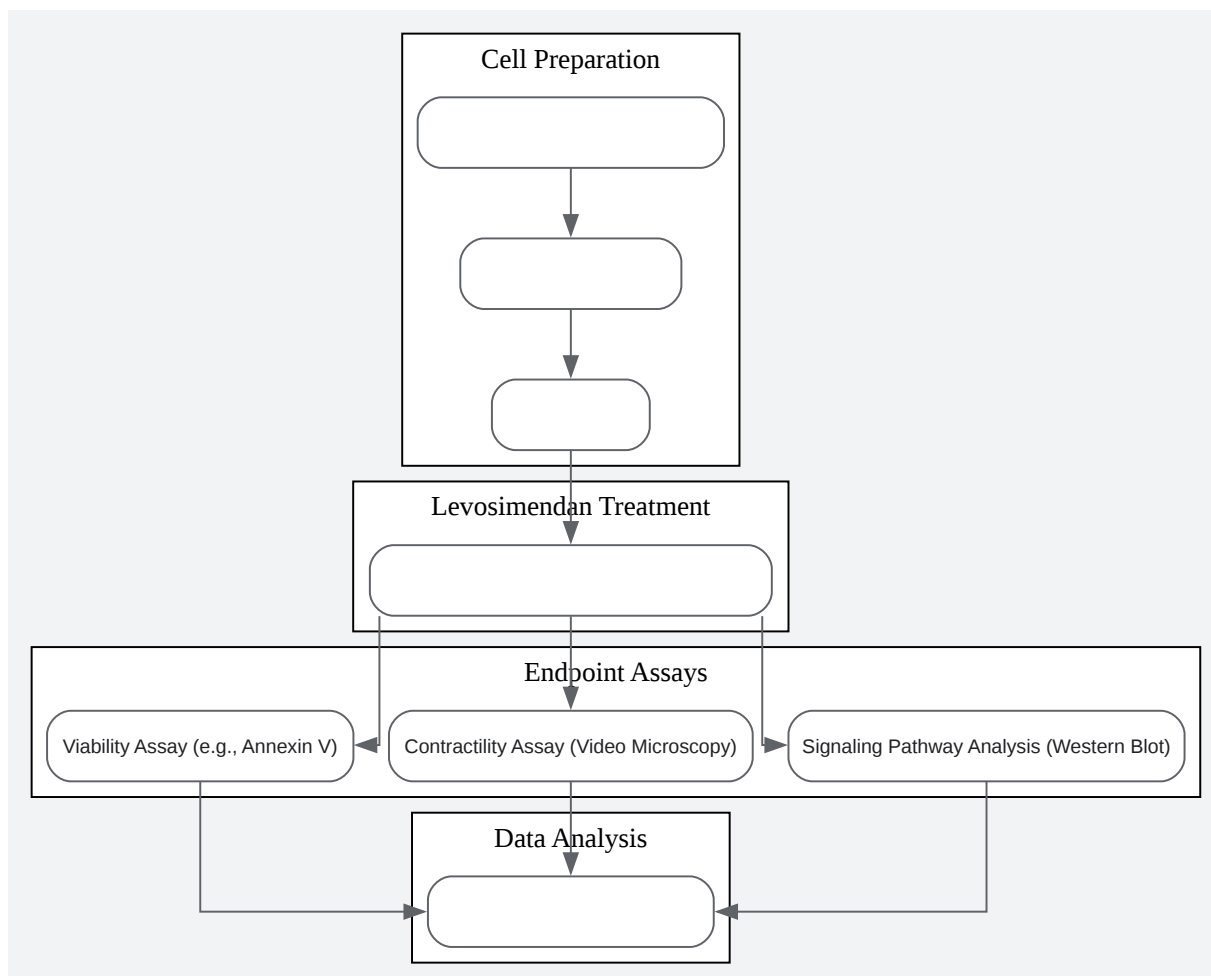 Cell Preparation
Levosimendan Treatment
Endpoint Assays
Viability Assay (e.g., Annexin V)
Contractility Assay (Video Microscopy)
Signaling Pathway Analysis (Western Blot)
Data Analysis